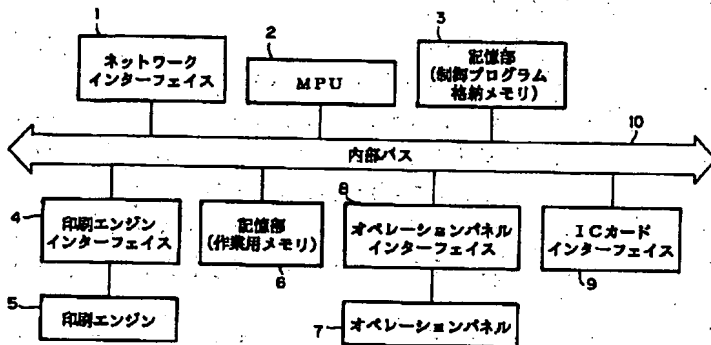 1
ネットワーク
インターフェイス
2
MPU
3
記憶部
(制御プログラム
格納メモリ)
10
内部バス
4
印刷エンジン
インターフェイス
記憶部
(作業用メモリ)
6
8
オペレーションパネル
インターフェイス
ICカード
インターフェイス
9
5
印刷エンジン
7
オペレーションパネル